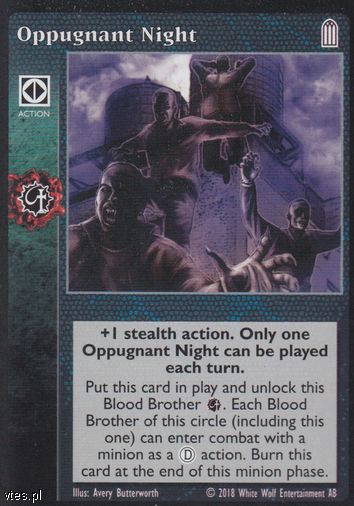 Oppugnant Night
ACTION
+1 stealth action. Only one
Oppugnant Night can be played
each turn.
Put this card in play and unlock this
Blood Brother . Each Blood
Brother of this circle (including this
one) can enter combat with a
minion as a Ⓓ action. Burn this
card at the end of this minion phase.
vtes.pl
Illus: Avery Butterworth
© 2018 White Wolf Entertainment AB